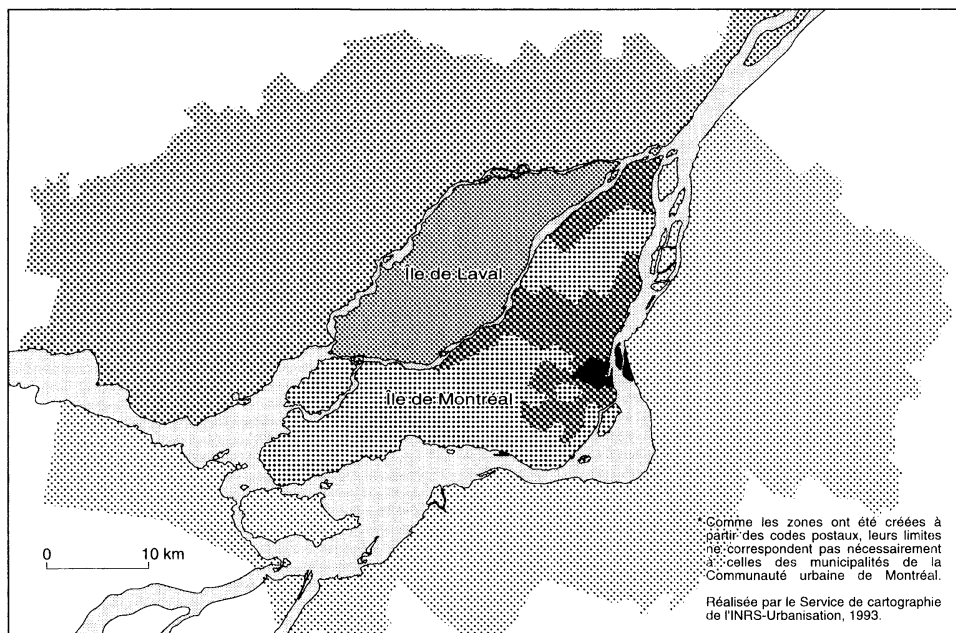 Île de Laval
Île de Montréal
0 10 km
*Comme les zones ont été créées à
partir des codes postaux, leurs limites
ne correspondent pas nécessairement
à celles des municipalités de la
Communauté urbaine de Montréal.
Réalisée par le Service de cartographie
de l'INRS-Urbanisation, 1993.